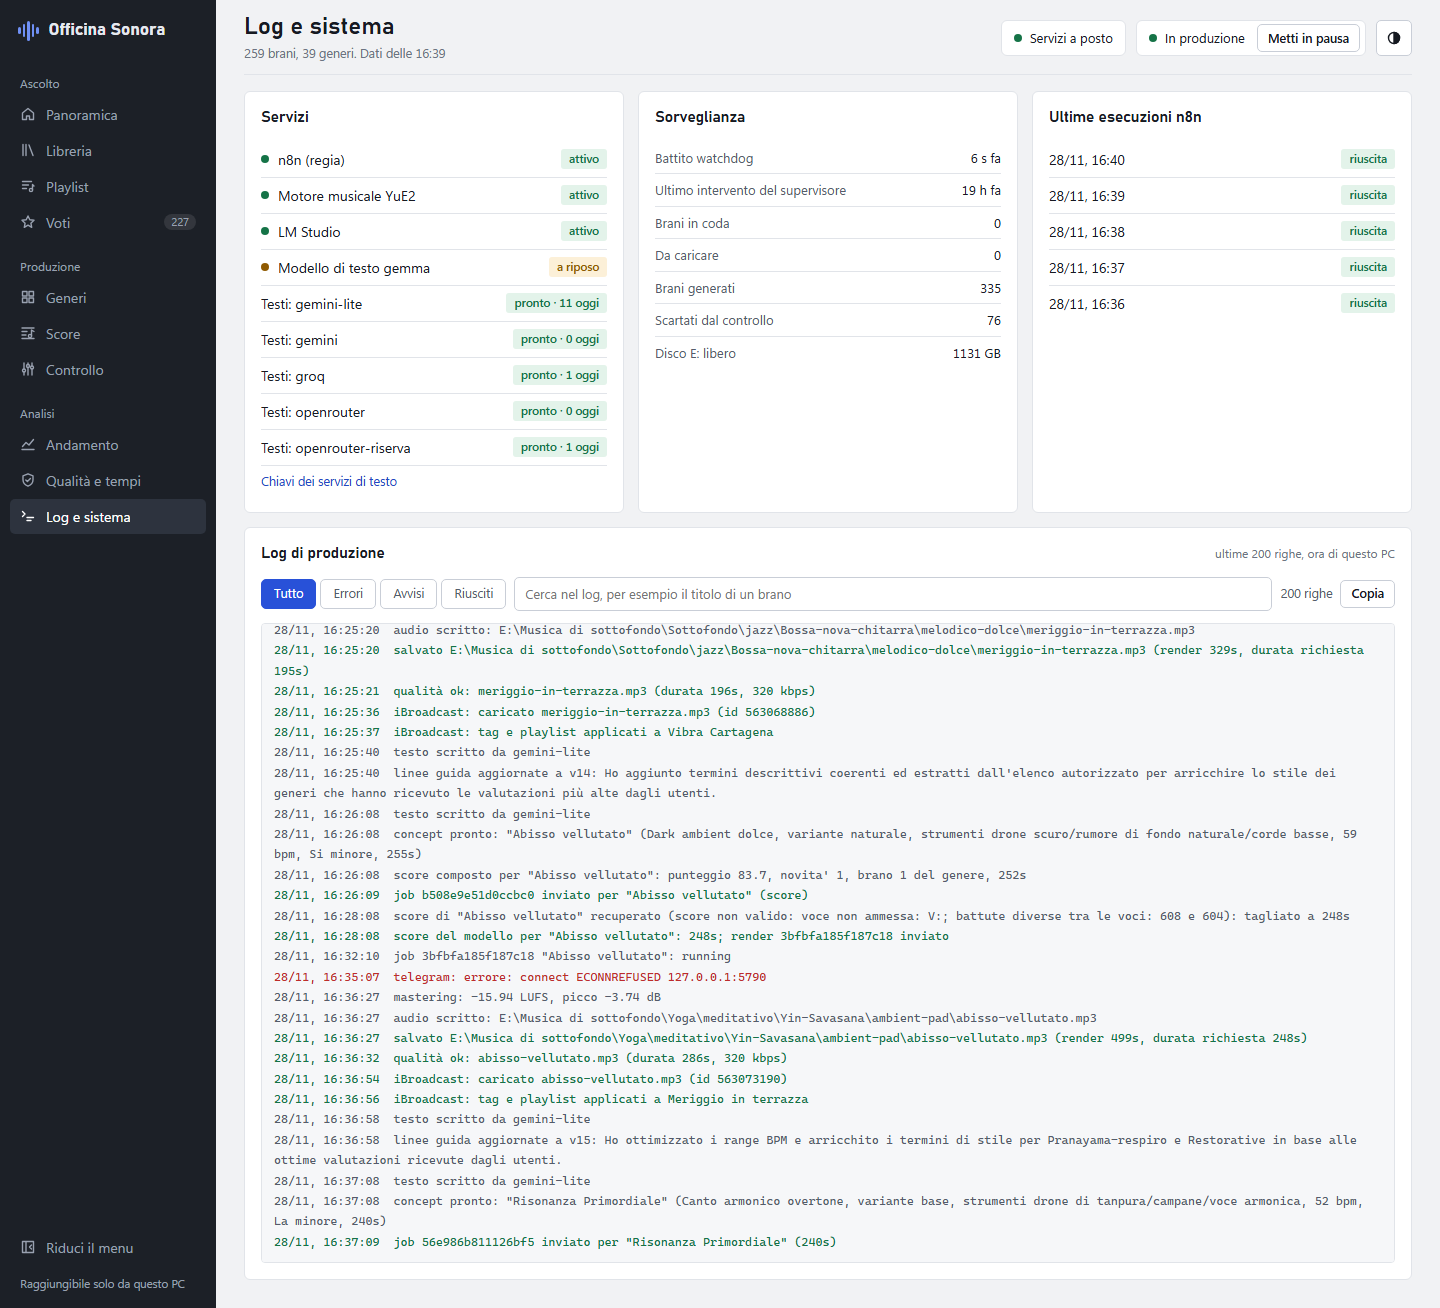 Officina Sonora
Ascolto
Panoramica
Libreria
Playlist
Voti 227
Produzione
Generi
Score
Controllo
Analisi
Andamento
Qualità e tempi
Log e sistema
Riduci il menu
Raggiungibile solo da questo PC
Log e sistema
259 brani, 39 generi. Dati delle 16:39
Servizi a posto
In produzione
Metti in pausa
Servizi
n8n (regia) attivo
Motore musicale YuE2 attivo
LM Studio attivo
Modello di testo gemma a riposo
Testi: gemini-lite pronto · 11 oggi
Testi: gemini pronto · 0 oggi
Testi: groq pronto · 1 oggi
Testi: openrouter pronto · 0 oggi
Testi: openrouter-riserva pronto · 1 oggi
Chiavi dei servizi di testo
Sorveglianza
Battito watchdog 6 s fa
Ultimo intervento del supervisore 19 h fa
Brani in coda 0
Da caricare 0
Brani generati 335
Scartati dal controllo 76
Disco E: libero 1131 GB
Ultime esecuzioni n8n
28/11, 16:40 riuscita
28/11, 16:39 riuscita
28/11, 16:38 riuscita
28/11, 16:37 riuscita
28/11, 16:36 riuscita
Log di produzione
ultime 200 righe, ora di questo PC
Tutto Errori Avvisi Riusciti Cerca nel log, per esempio il titolo di un brano 200 righe Copia
28/11, 16:25:20 audio scritto: E:\Musica di sottofondo\Sottofondo\jazz\Bossa-nova-chitarra\melodico-dolce\meriggio-in-terrazza.mp3
28/11, 16:25:20 salvato E:\Musica di sottofondo\Sottofondo\jazz\Bossa-nova-chitarra\melodico-dolce\meriggio-in-terrazza.mp3 (render 329s, durata richiesta
195s)
28/11, 16:25:21 qualità ok: meriggio-in-terrazza.mp3 (durata 196s, 320 kbps)
28/11, 16:25:36 iBroadcast: caricato meriggio-in-terrazza.mp3 (id 563068886)
28/11, 16:25:37 iBroadcast: tag e playlist applicati a Vibra Cartagena
28/11, 16:25:40 testo scritto da gemini-lite
28/11, 16:25:40 linee guida aggiornate a v14: Ho aggiunto termini descrittivi coerenti ed estratti dall'elenco autorizzato per arricchire lo stile dei
generi che hanno ricevuto le valutazioni più alte dagli utenti.
28/11, 16:26:08 testo scritto da gemini-lite
28/11, 16:26:08 concept pronto: "Abisso vellutato" (Dark ambient dolce, variante naturale, strumenti drone scuro/rumore di fondo naturale/corde basse, 59
bpm, Si minore, 255s)
28/11, 16:26:08 score composto per "Abisso vellutato": punteggio 83.7, novita' 1, brano 1 del genere, 252s
28/11, 16:26:09 job b508e9e51d0ccbc0 inviato per "Abisso vellutato" (score)
28/11, 16:28:08 score di "Abisso vellutato" recuperato (score non valido: voce non ammessa: V:; battute diverse tra le voci: 608 e 604): tagliato a 248s
28/11, 16:28:08 score del modello per "Abisso vellutato": 248s; render 3bfbfa185f187c18 inviato
28/11, 16:32:10 job 3bfbfa185f187c18 "Abisso vellutato": running
28/11, 16:35:07 telegram: errore: connect ECONNREFUSED 127.0.0.1:5790
28/11, 16:36:27 mastering: −15.94 LUFS, picco −3.74 dB
28/11, 16:36:27 audio scritto: E:\Musica di sottofondo\Yoga\meditativo\Yin-Savasana\ambient-pad\abisso-vellutato.mp3
28/11, 16:36:27 salvato E:\Musica di sottofondo\Yoga\meditativo\Yin-Savasana\ambient-pad\abisso-vellutato.mp3 (render 499s, durata richiesta 248s)
28/11, 16:36:32 qualità ok: abisso-vellutato.mp3 (durata 286s, 320 kbps)
28/11, 16:36:54 iBroadcast: caricato abisso-vellutato.mp3 (id 563073190)
28/11, 16:36:56 iBroadcast: tag e playlist applicati a Meriggio in terrazza
28/11, 16:36:58 testo scritto da gemini-lite
28/11, 16:36:58 linee guida aggiornate a v15: Ho ottimizzato i range BPM e arricchito i termini di stile per Pranayama-respiro e Restorative in base alle
ottime valutazioni ricevute dagli utenti.
28/11, 16:37:08 testo scritto da gemini-lite
28/11, 16:37:08 concept pronto: "Risonanza Primordiale" (Canto armonico overtone, variante base, strumenti drone di tanpura/campane/voce armonica, 52 bpm,
La minore, 240s)
28/11, 16:37:09 job 56e986b811126bf5 inviato per "Risonanza Primordiale" (240s)